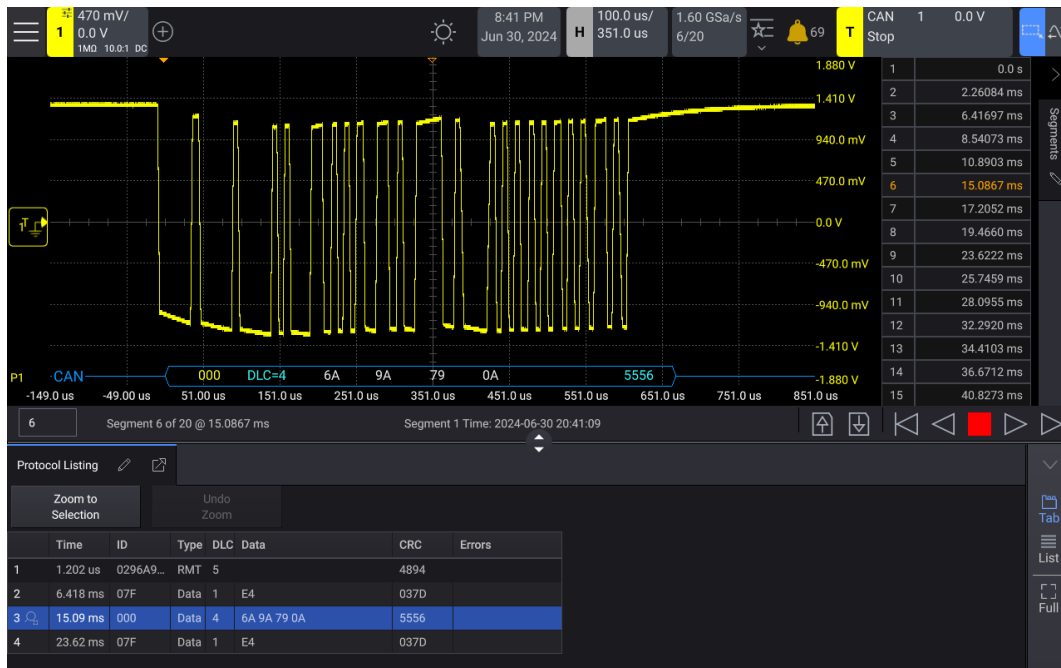 470 mV/ 8:41 PM 100.0 us/ 1.60 GSa/s CAN 1 0.0 V
1 0.0 V Jun 30, 2024 H 351.0 us 6/20 69 T Stop
1MΩ 10.0:1 DC
1.880 V
1.410 V
940.0 mV
470.0 mV
0.0 V
-470.0 mV
-940.0 mV
-1.410 V
-1.880 V
1T
P1 CAN 000 DLC=4 6A 9A 79 0A 5556
-149.0 us -49.00 us 51.00 us 151.0 us 251.0 us 351.0 us 451.0 us 551.0 us 651.0 us 751.0 us 851.0 us
1 0.0 s
2 2.26084 ms
3 6.41697 ms
4 8.54073 ms
5 10.8903 ms
6 15.0867 ms
7 17.2052 ms
8 19.4660 ms
9 23.6222 ms
10 25.7459 ms
11 28.0955 ms
12 32.2920 ms
13 34.4103 ms
14 36.6712 ms
15 40.8273 ms
Segments
6 Segment 6 of 20 @ 15.0867 ms Segment 1 Time: 2024-06-30 20:41:09
Protocol Listing
Zoom to
Selection
Undo
Zoom
Time ID Type DLC Data CRC Errors
1 1.202 us 0296A9... RMT 5 4894
2 6.418 ms 07F Data 1 E4 037D
3 15.09 ms 000 Data 4 6A 9A 79 0A 5556
4 23.62 ms 07F Data 1 E4 037D
Tab
List
Full